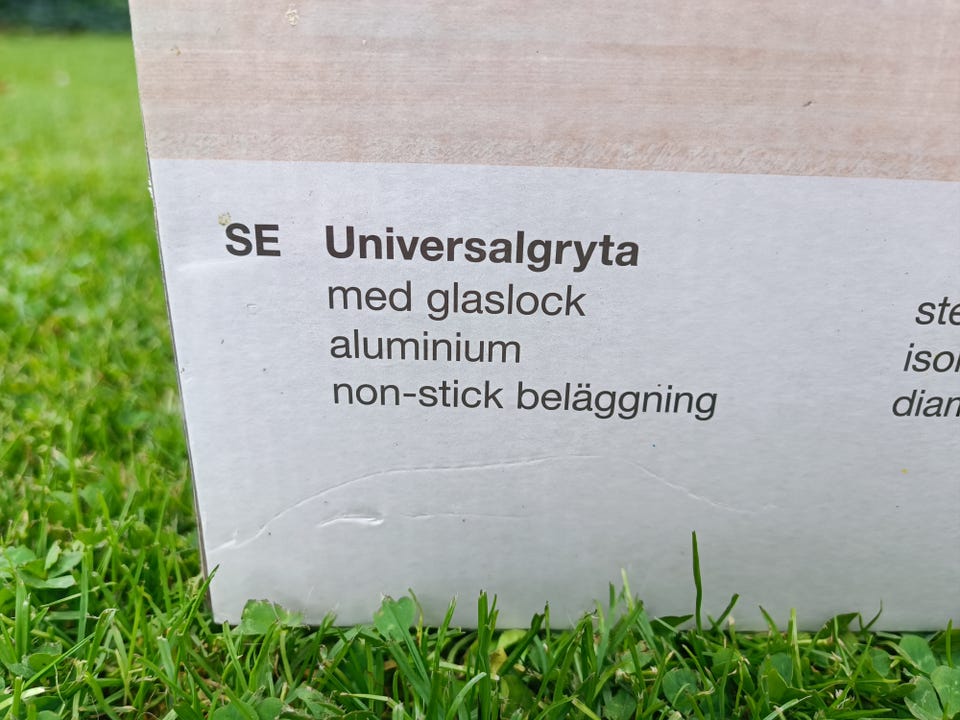 SE Universalgryta
med glaslock
aluminium
non-stick beläggning